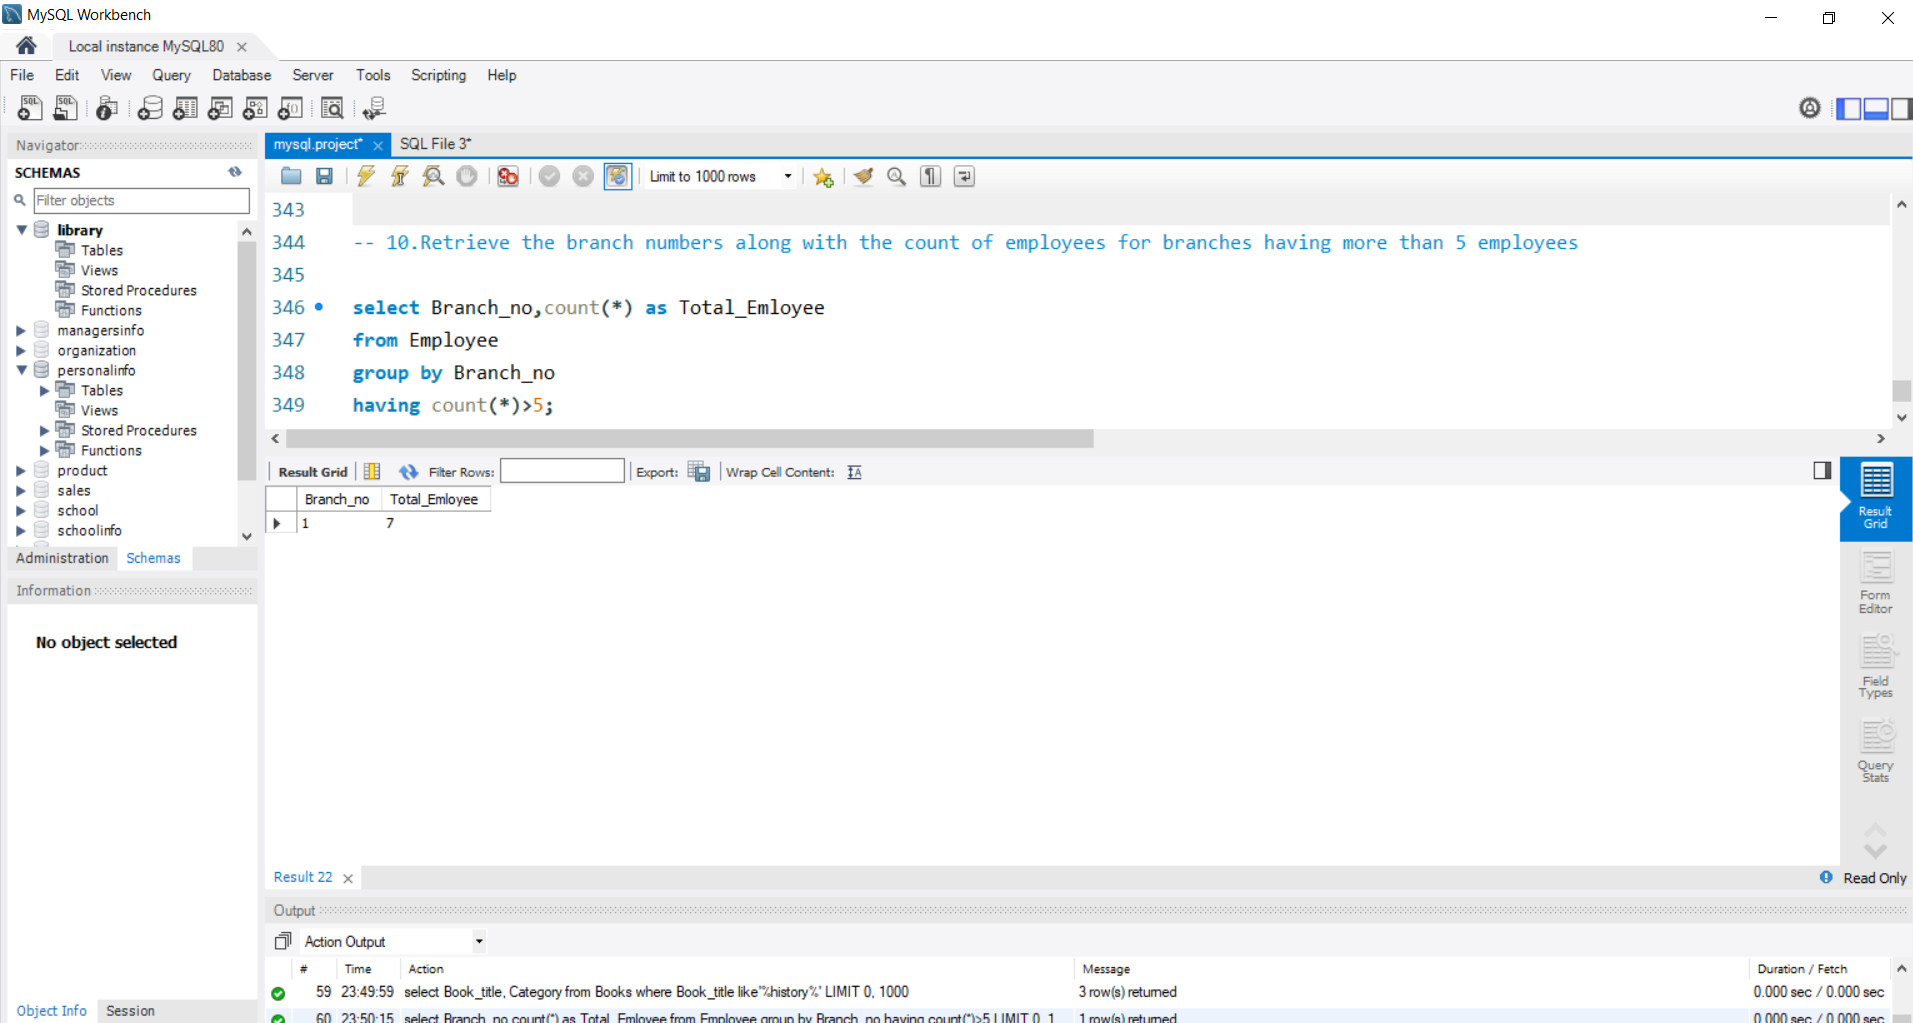 MySQL Workbench
Local instance MySQL80
File Edit View Query Database Server Tools Scripting Help
Navigator
mysql.project* SQL File 3*
SCHEMAS
Limit to 1000 rows
Filter objects
library
Tables
Views
Stored Procedures
Functions
managersinfo
organization
personalinfo
Tables
Views
Stored Procedures
Functions
product
sales
school
schoolinfo
Administration Schemas
Information
No object selected
Object Info Session
343
344 -- 10.Retrieve the branch numbers along with the count of employees for branches having more than 5 employees
345
346 select Branch_no,count(*) as Total_Emloyee
347 from Employee
348 group by Branch_no
349 having count(*)>5;
Result Grid Filter Rows: Export: Wrap Cell Content:
Branch_no Total_Emloyee
1 7
Result Grid
Form Editor
Field Types
Query Stats
Result 22 Read Only
Output
Action Output
# Time Action Message Duration / Fetch
59 23:49:59 select Book_title, Category from Books where Book_title like'%history%' LIMIT 0, 1000 3 row(s) returned 0.000 sec / 0.000 sec
60 23:50:15 select Branch_no,count(*) as Total_Emloyee from Employee group by Branch_no having count(*)>5 LIMIT 0, 1 1 row(s) returned 0.000 sec / 0.000 sec